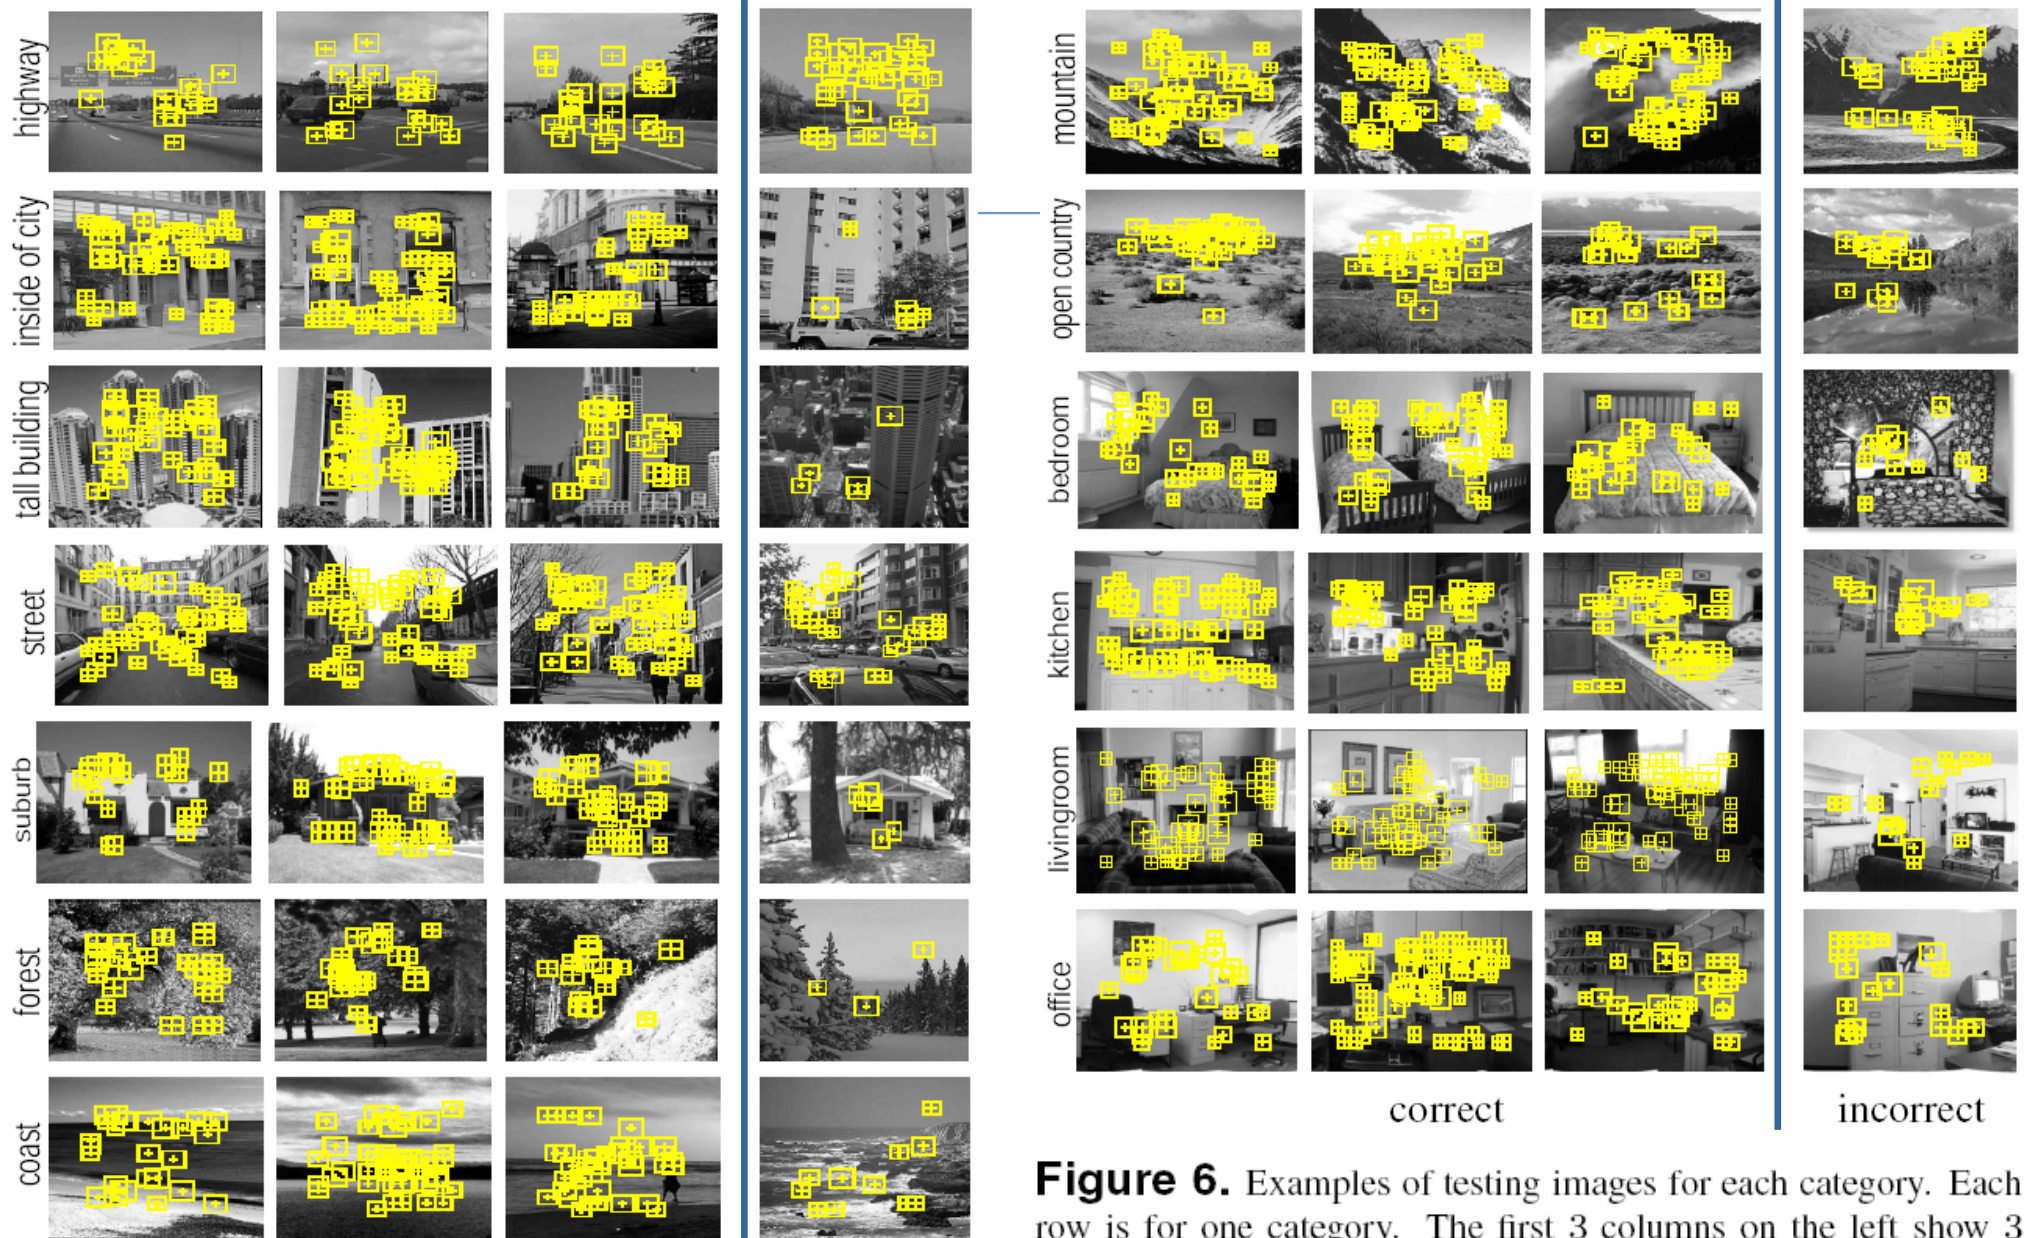 highway
inside of city
tall building
street
suburb
forest
coast
mountain
open country
bedroom
kitchen
livingroom
office
correct
incorrect
Figure 6. Examples of testing images for each category. Each
row is for one category. The first 3 columns on the left show 3